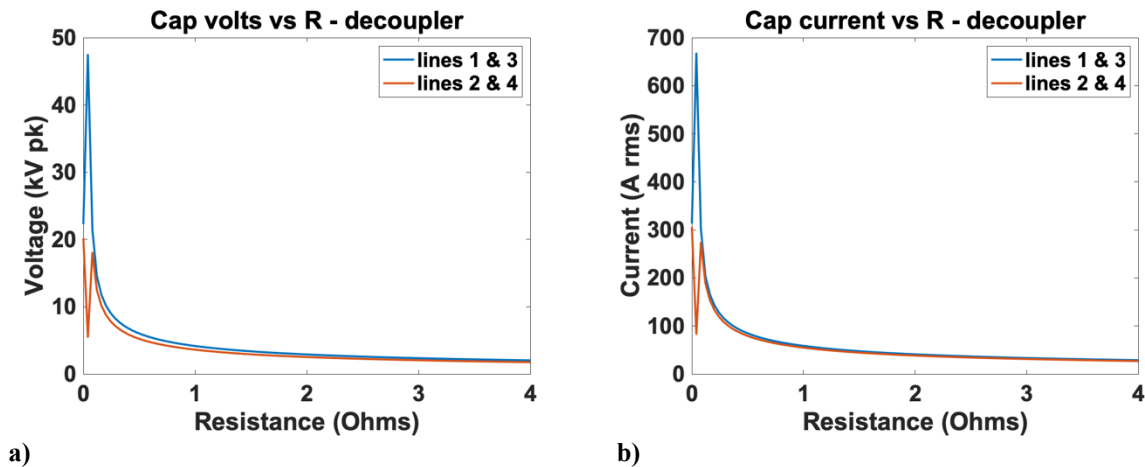 Cap volts vs R - decoupler
50
40
30
20
10
0
Voltage (kV pk)
lines 1 & 3
lines 2 & 4
0 1 2 3 4
Resistance (Ohms)
a)
Cap current vs R - decoupler
700
600
500
400
300
200
100
0
Current (A rms)
lines 1 & 3
lines 2 & 4
0 1 2 3 4
Resistance (Ohms)
b)